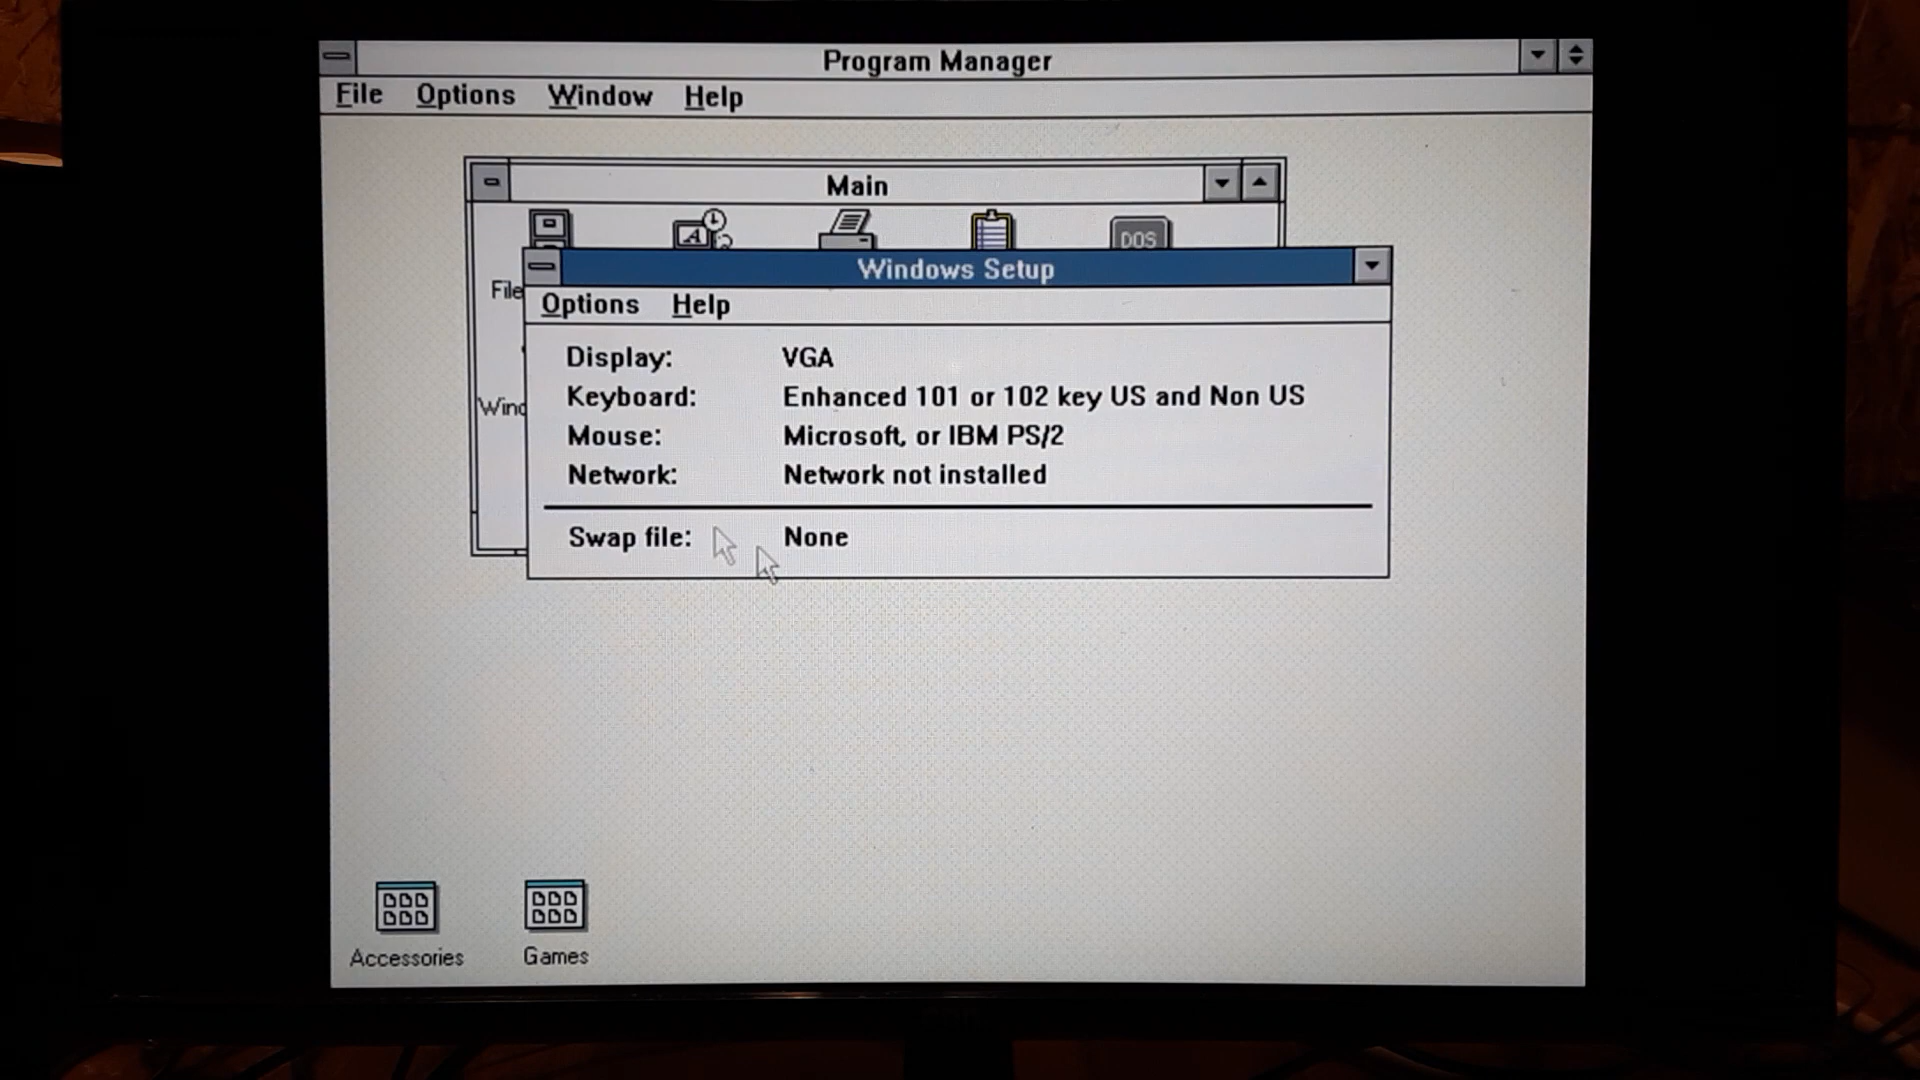 Program Manager
File Options Window Help
Main
A
DOS
File
Windows Setup
Options Help
Display: VGA
Keyboard: Enhanced 101 or 102 key US and Non US
Wind
Mouse: Microsoft, or IBM PS/2
Network: Network not installed
Swap file: None
Accessories Games